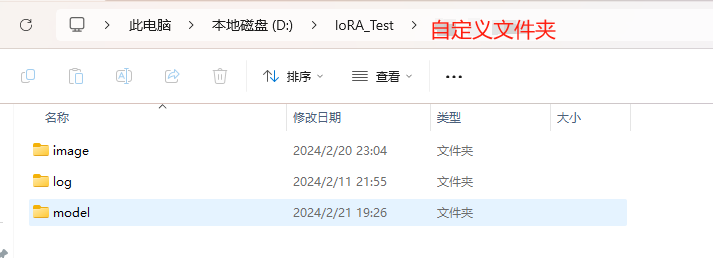 此电脑 本地磁盘 (D:) loRA_Test 自定义文件夹
排序 查看
名称 修改日期 类型 大小
image 2024/2/20 23:04 文件夹
log 2024/2/11 21:55 文件夹
model 2024/2/21 19:26 文件夹